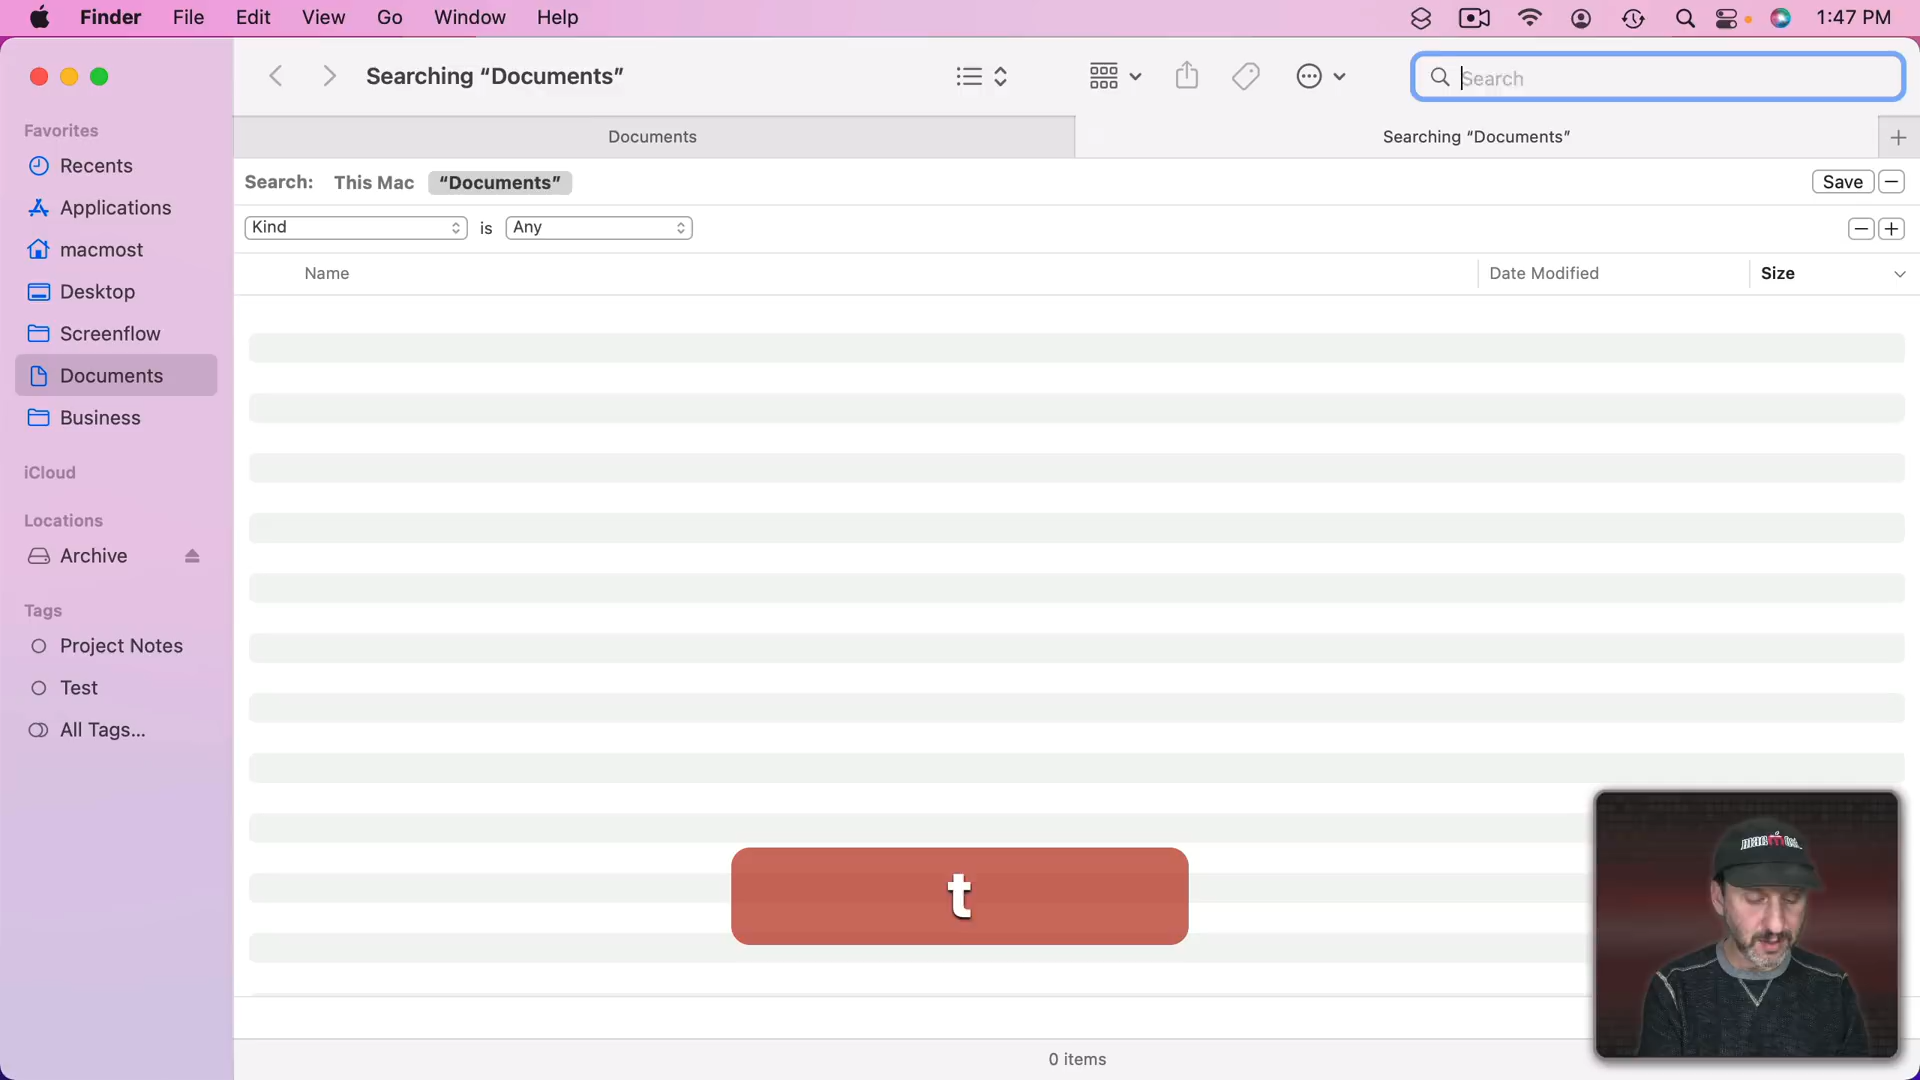 Finder File Edit View Go Window Help 1:47 PM
Searching “Documents”
Search
Documents
Searching “Documents”
Search: This Mac “Documents” Save
Kind is Any
Name Date Modified Size
Favorites
Recents
Applications
macmost
Desktop
Screenflow
Documents
Business
iCloud
Locations
Archive
Tags
Project Notes
Test
All Tags...
t
0 items